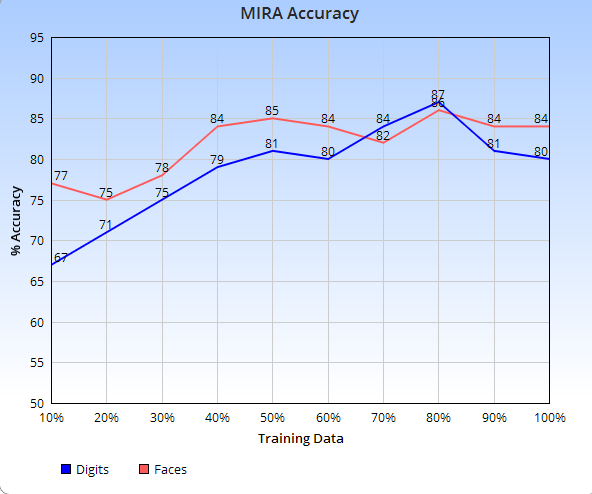 MIRA Accuracy
95
90
87
86
85 84 85 84 84 84 84
82
80 79 81 80 81 80
77 78
75 75 75
71
70
67
65
60
55
50
% Accuracy
10% 20% 30% 40% 50% 60% 70% 80% 90% 100%
Training Data
Digits Faces